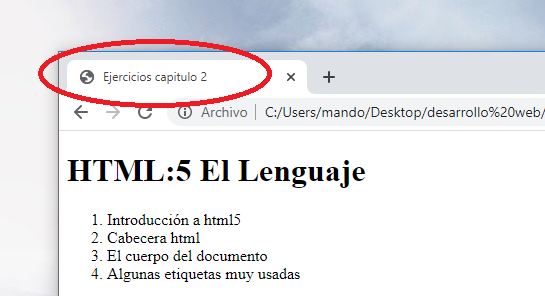 Ejercicios capitulo 2
Archivo | C:/Users/mando/Desktop/desarrollo%20web/
HTML:5 El Lenguaje
1. Introducción a html5
2. Cabecera html
3. El cuerpo del documento
4. Algunas etiquetas muy usadas